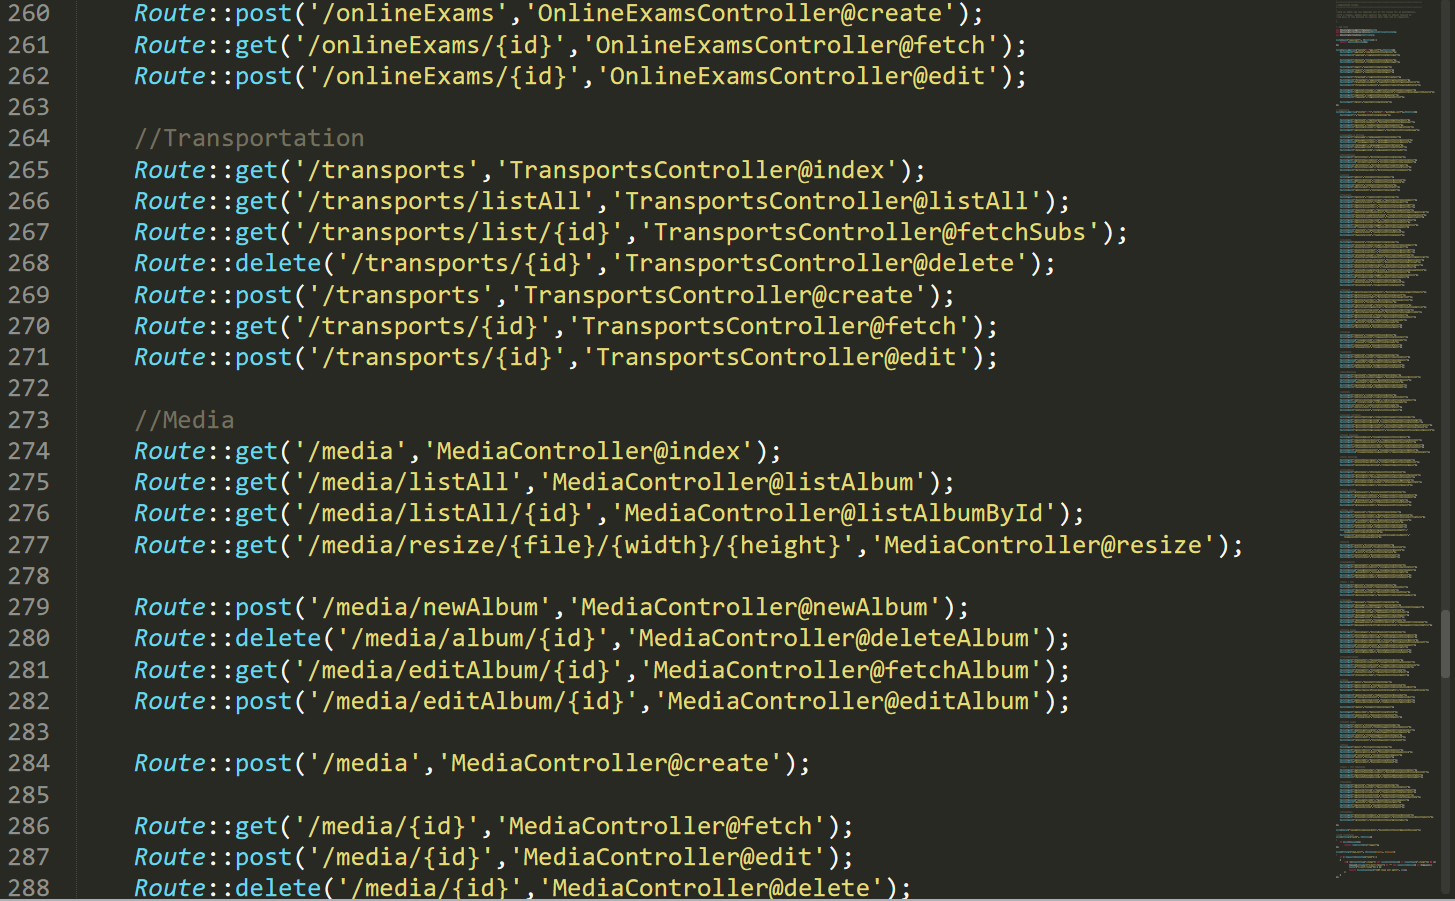 260 Route::post('/onlineExams','OnlineExamsController@create');
261 Route::get('/onlineExams/{id}','OnlineExamsController@fetch');
262 Route::post('/onlineExams/{id}','OnlineExamsController@edit');
263
264 //Transportation
265 Route::get('/transports','TransportsController@index');
266 Route::get('/transports/listAll','TransportsController@listAll');
267 Route::get('/transports/list/{id}','TransportsController@fetchSubs');
268 Route::delete('/transports/{id}','TransportsController@delete');
269 Route::post('/transports','TransportsController@create');
270 Route::get('/transports/{id}','TransportsController@fetch');
271 Route::post('/transports/{id}','TransportsController@edit');
272
273 //Media
274 Route::get('/media','MediaController@index');
275 Route::get('/media/listAll','MediaController@listAlbum');
276 Route::get('/media/listAll/{id}','MediaController@listAlbumById');
277 Route::get('/media/resize/{file}/{width}/{height}','MediaController@resize');
278
279 Route::post('/media/newAlbum','MediaController@newAlbum');
280 Route::delete('/media/album/{id}','MediaController@deleteAlbum');
281 Route::get('/media/editAlbum/{id}','MediaController@fetchAlbum');
282 Route::post('/media/editAlbum/{id}','MediaController@editAlbum');
283
284 Route::post('/media','MediaController@create');
285
286 Route::get('/media/{id}','MediaController@fetch');
287 Route::post('/media/{id}','MediaController@edit');
288 Route::delete('/media/{id}','MediaController@delete');